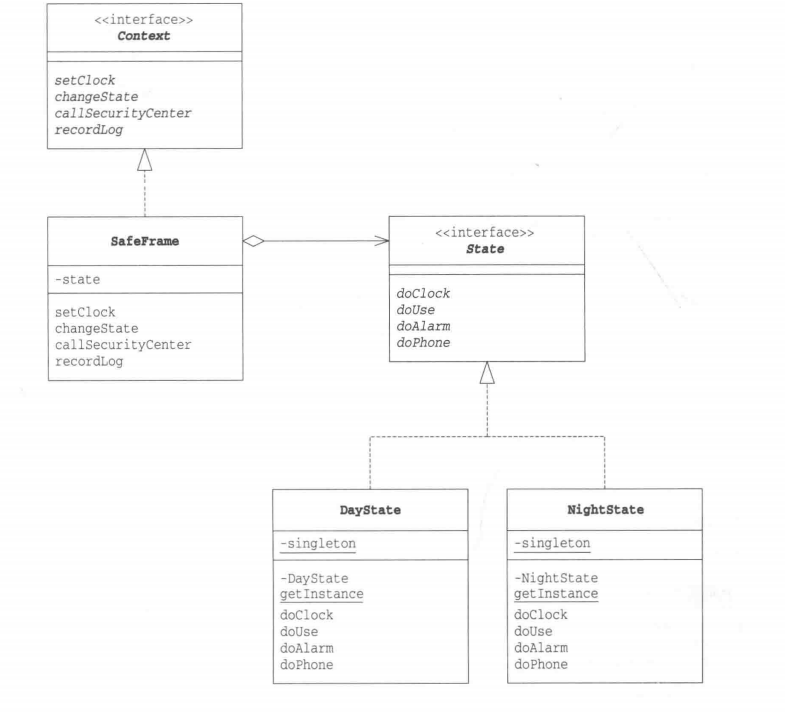 <<interface>>
Context
setClock
changeState
callSecurityCenter
recordLog
SafeFrame
-state
setClock
changeState
callSecurityCenter
recordLog
<<interface>>
State
doClock
doUse
doAlarm
doPhone
DayState
-singleton
-DayState
getInstance
doClock
doUse
doAlarm
doPhone
NightState
-singleton
-NightState
getInstance
doClock
doUse
doAlarm
doPhone